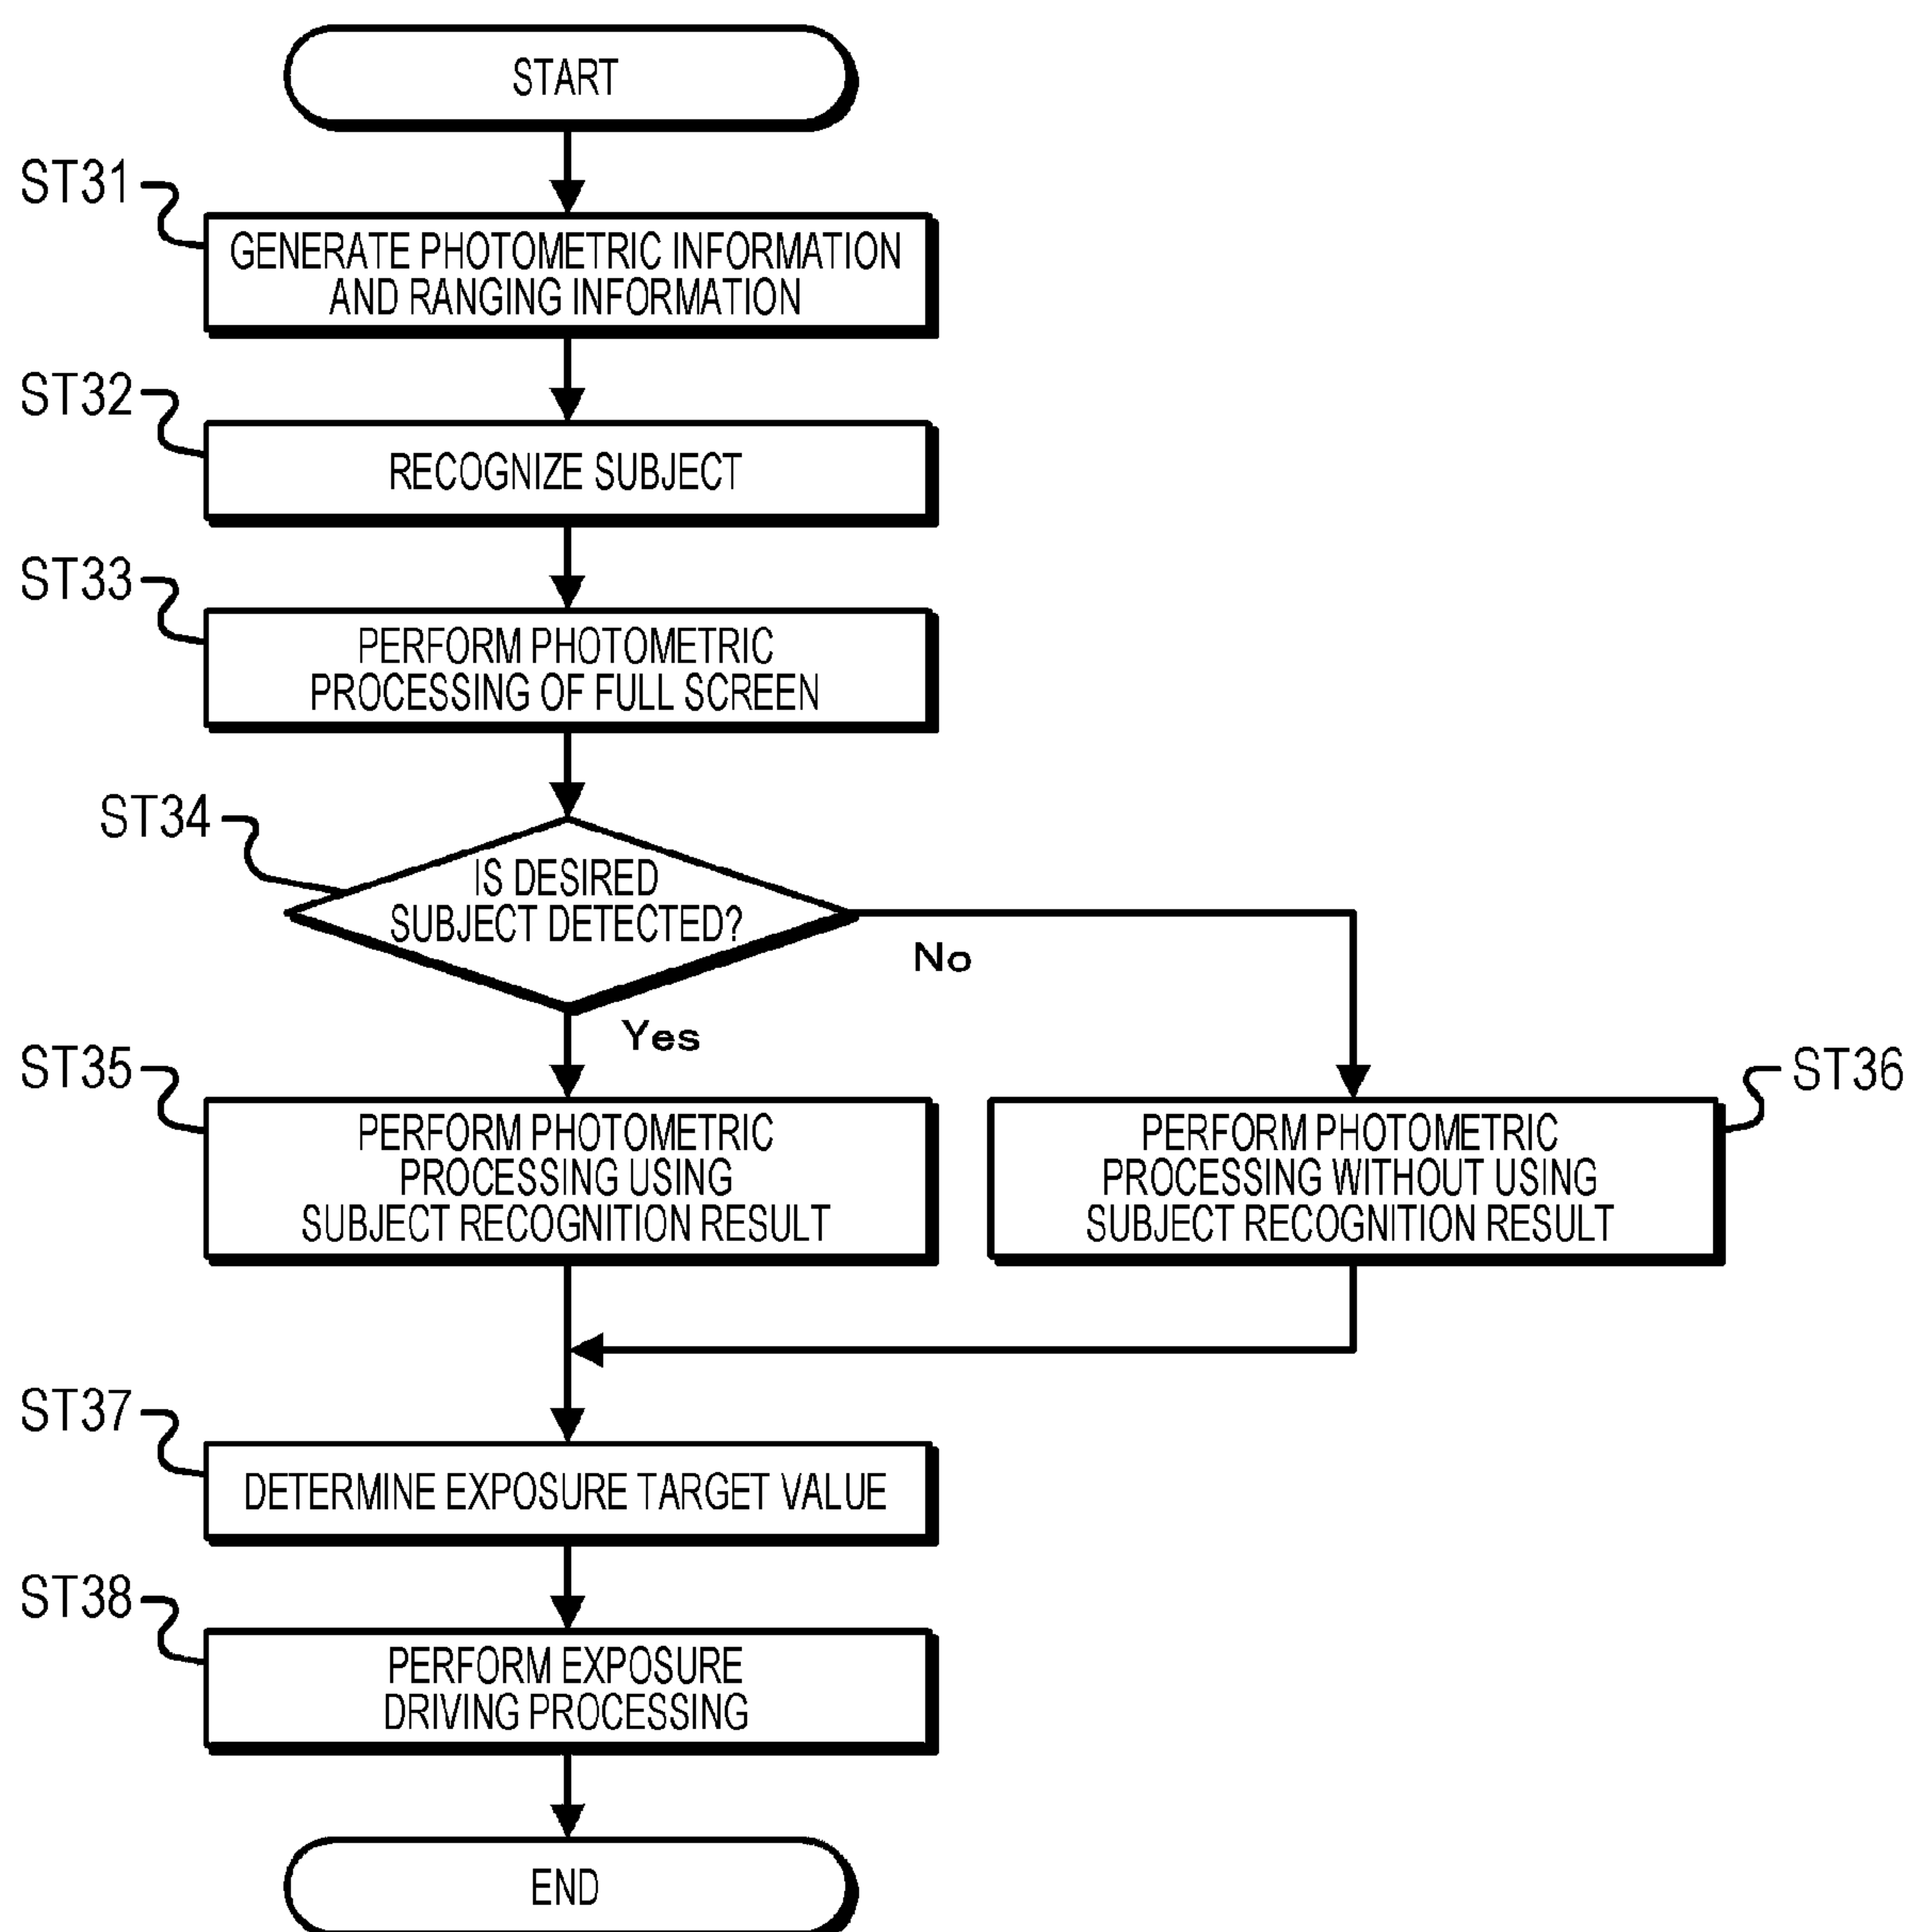 START
ST31
GENERATE PHOTOMETRIC INFORMATION
AND RANGING INFORMATION
ST32
RECOGNIZE SUBJECT
ST33
PERFORM PHOTOMETRIC
PROCESSING OF FULL SCREEN
ST34
IS DESIRED
SUBJECT DETECTED?
No
Yes
ST35
PERFORM PHOTOMETRIC
PROCESSING USING
SUBJECT RECOGNITION RESULT
ST36
PERFORM PHOTOMETRIC
PROCESSING WITHOUT USING
SUBJECT RECOGNITION RESULT
ST37
DETERMINE EXPOSURE TARGET VALUE
ST38
PERFORM EXPOSURE
DRIVING PROCESSING
END